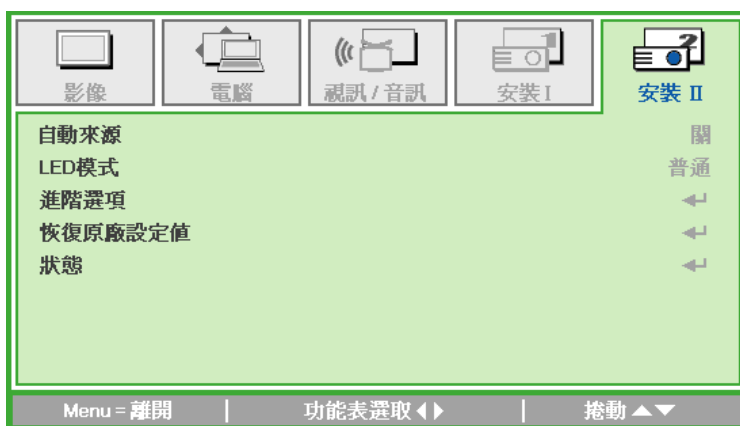 影像 電腦 視訊 / 音訊 安裝 I 安裝 II
自動來源 關
LED模式 普通
進階選項
恢復原廠設定值
狀態
Menu = 離開 功能表選取 ◀▶ 捲動 ▲▼